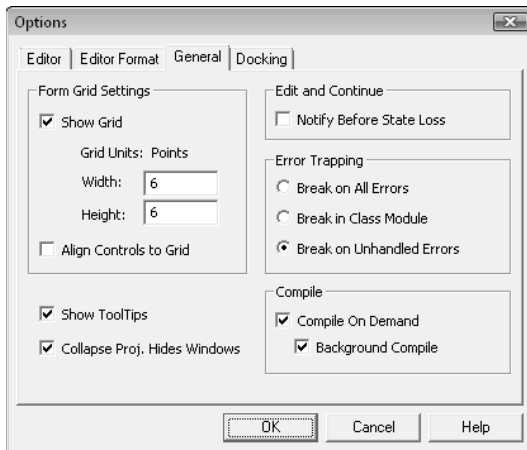 Options
Editor
Editor Format
General
Docking
Form Grid Settings
Show Grid
Grid Units: Points
Width: 6
Height: 6
Align Controls to Grid
Show ToolTips
Collapse Proj. Hides Windows
Edit and Continue
Notify Before State Loss
Error Trapping
Break on All Errors
Break in Class Module
Break on Unhandled Errors
Compile
Compile On Demand
Background Compile
OK
Cancel
Help